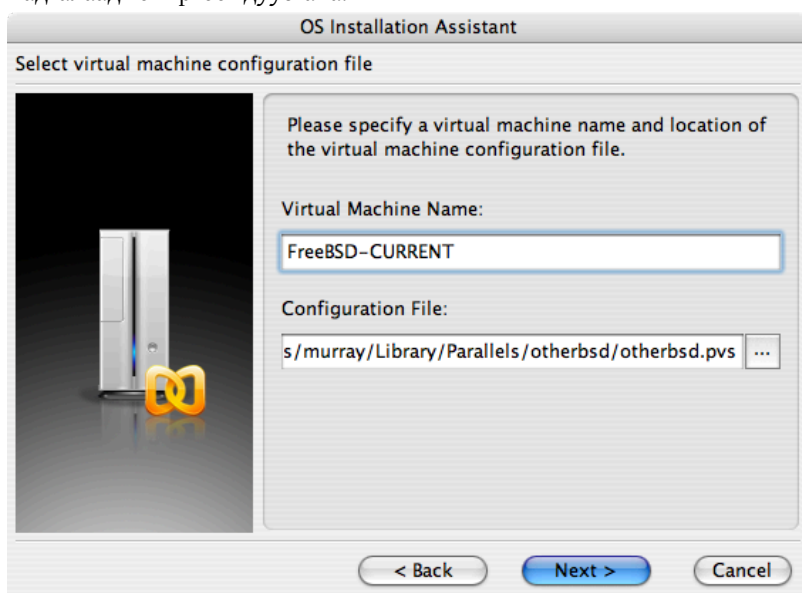 OS Installation Assistant
Select virtual machine configuration file
Please specify a virtual machine name and location of
the virtual machine configuration file.
Virtual Machine Name:
FreeBSD-CURRENT
Configuration File:
s/murray/Library/Parallels/otherbsd/otherbsd.pvs ...
< Back Next > Cancel